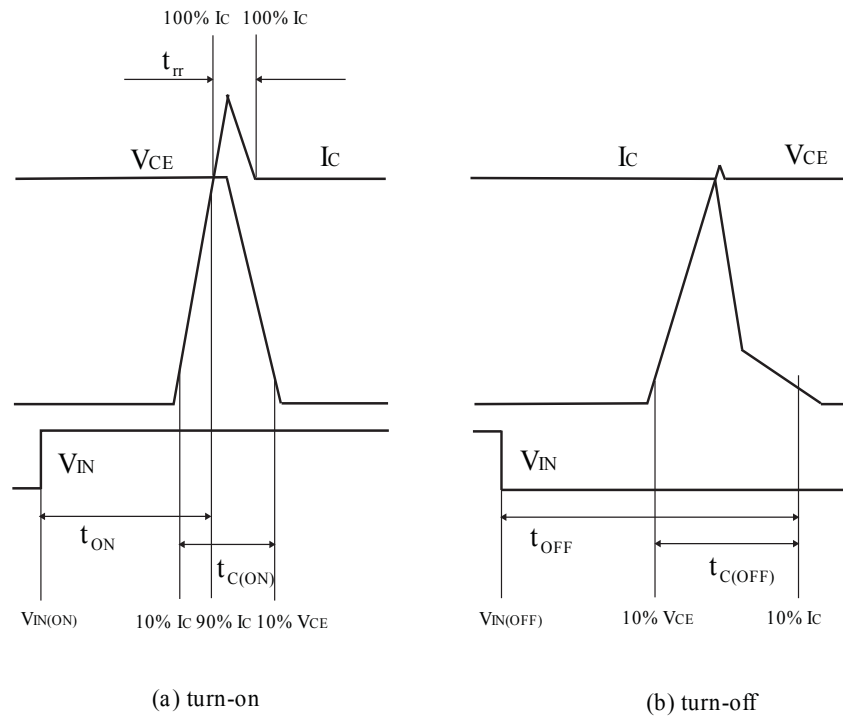 100% IC 100% IC
trr
VCE IC
IC VCE
VIN
VIN
tON
tC(ON)
tOFF
tC(OFF)
VIN(ON) 10% IC 90% IC 10% VCE
VIN(OFF) 10% VCE 10% IC
(a) turn-on
(b) turn-off